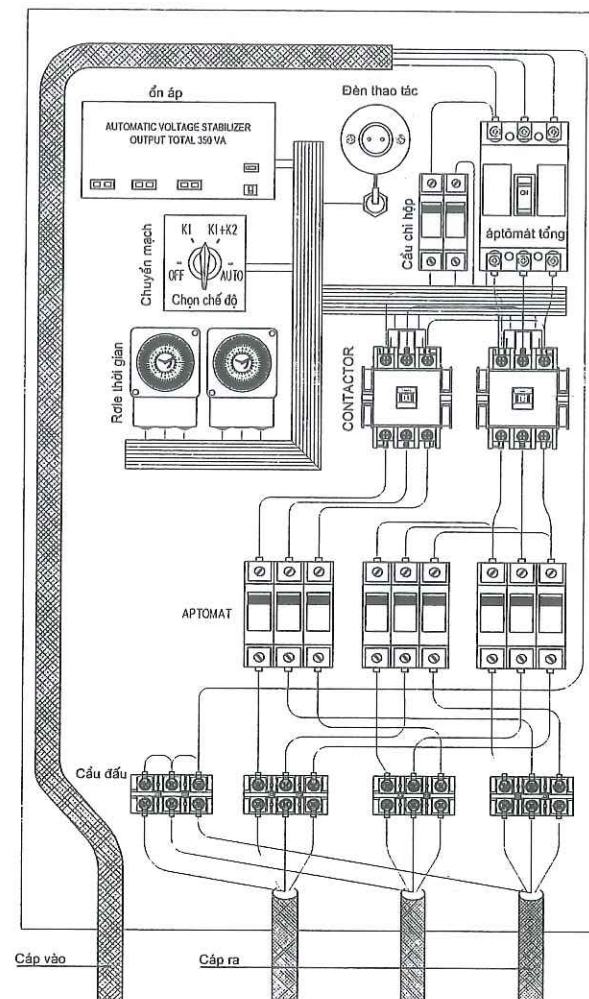 ổn áp
AUTOMATIC VOLTAGE STABILIZER
OUTPUT TOTAL 350 VA
Đèn thao tác
Cầu chì hộp
áptômát tổng
Chuyển mạch
K1
K1+K2
OFF
AUTO
Chọn chế độ
Rơle thời gian
CONTACTOR
APTOMAT
Cầu đấu
Cáp vào
Cáp ra